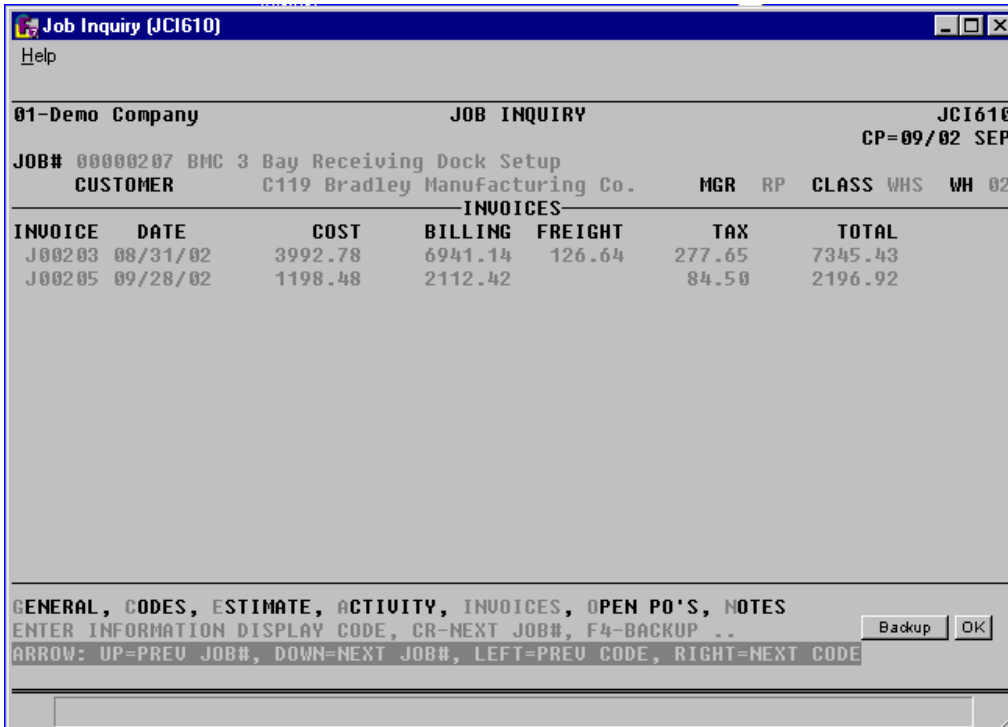 Job Inquiry (JCI610)
Help
01-Demo Company JOB INQUIRY JCI610
CP=09/02 SEP
JOB# 00000207 BMC 3 Bay Receiving Dock Setup
CUSTOMER C119 Bradley Manufacturing Co. MGR RP CLASS WHS WH 02
INVOICES
INVOICE DATE COST BILLING FREIGHT TAX TOTAL
J00203 08/31/02 3992.78 6941.14 126.64 277.65 7345.43
J00205 09/28/02 1198.48 2112.42 84.50 2196.92
GENERAL, CODES, ESTIMATE, ACTIVITY, INVOICES, OPEN PO'S, NOTES
ENTER INFORMATION DISPLAY CODE, CR-NEXT JOB#, F4-BACKUP ..
Backup OK
ARROW: UP=PREV JOB#, DOWN=NEXT JOB#, LEFT=PREV CODE, RIGHT=NEXT CODE